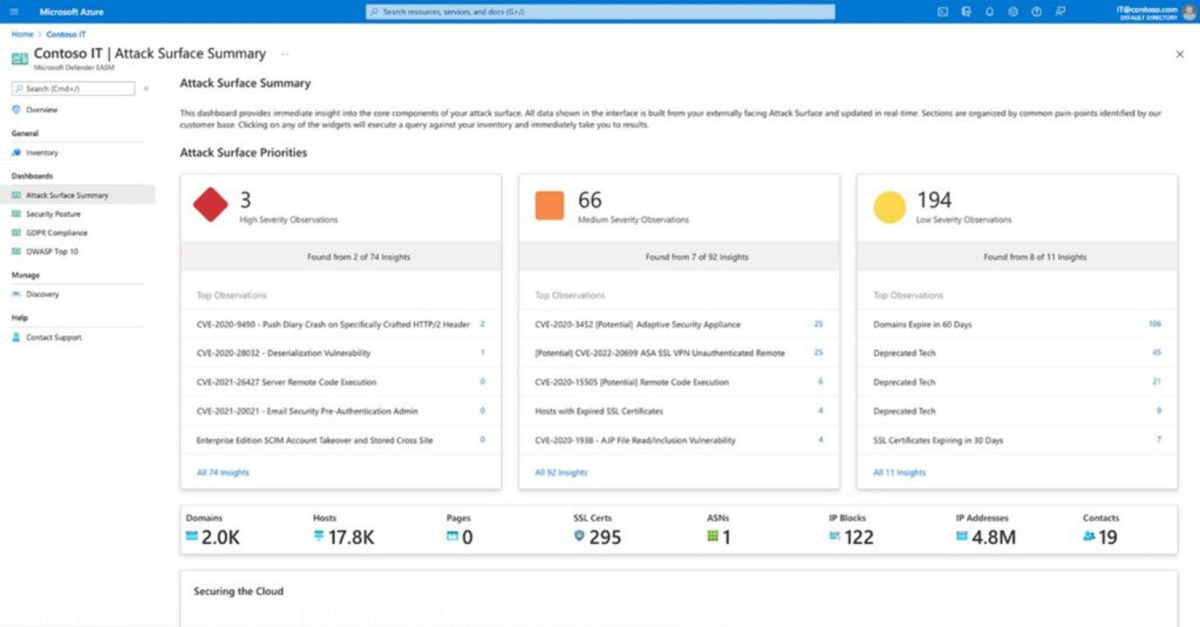 Microsoft Azure
Search resources, services, and docs (G+/)
IT@contoso.com
DEFAULT DIRECTORY
Home > Contoso IT
Contoso IT | Attack Surface Summary ...
Microsoft Defender EASM
Search (Cmd+/)
Overview
General
Inventory
Dashboards
Attack Surface Summary
Security Posture
GDPR Compliance
OWASP Top 10
Manage
Discovery
Help
Contact Support
Attack Surface Summary
This dashboard provides immediate insight into the core components of your attack surface. All data shown in the interface is built from your externally facing Attack Surface and updated in real-time. Sections are organized by common pain-points identified by our
customer base. Clicking on any of the widgets will execute a query against your inventory and immediately take you to results.
Attack Surface Priorities
3
High Severity Observations
Found from 2 of 74 Insights
Top Observations
CVE-2020-9490 - Push Diary Crash on Specifically Crafted HTTP/2 Header 2
CVE-2020-28032 - Deserialization Vulnerability 1
CVE-2021-26427 Server Remote Code Execution 0
CVE-2021-20021 - Email Security Pre-Authentication Admin 0
Enterprise Edition SCIM Account Takeover and Stored Cross Site 0
All 74 Insights
66
Medium Severity Observations
Found from 7 of 92 Insights
Top Observations
CVE-2020-3452 [Potential] Adaptive Security Appliance 25
[Potential] CVE-2022-20699 ASA SSL VPN Unauthenticated Remote 25
CVE-2020-15505 [Potential] Remote Code Execution 6
Hosts with Expired SSL Certificates 4
CVE-2020-1938 - AJP File Read/Inclusion Vulnerability 4
All 92 Insights
194
Low Severity Observations
Found from 8 of 11 Insights
Top Observations
Domains Expire in 60 Days 106
Deprecated Tech 45
Deprecated Tech 21
Deprecated Tech 9
SSL Certificates Expiring in 30 Days 7
All 11 Insights
Domains Hosts Pages SSL Certs ASNs IP Blocks IP Addresses Contacts
2.0K 17.8K 0 295 1 122 4.8M 19
Securing the Cloud